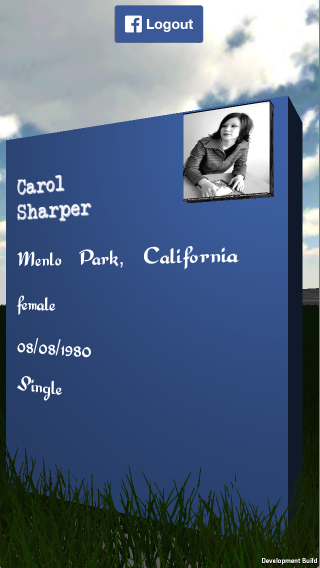 Logout
Carol
Sharper
Menlo Park, California
female
08/08/1980
Single
Development Build